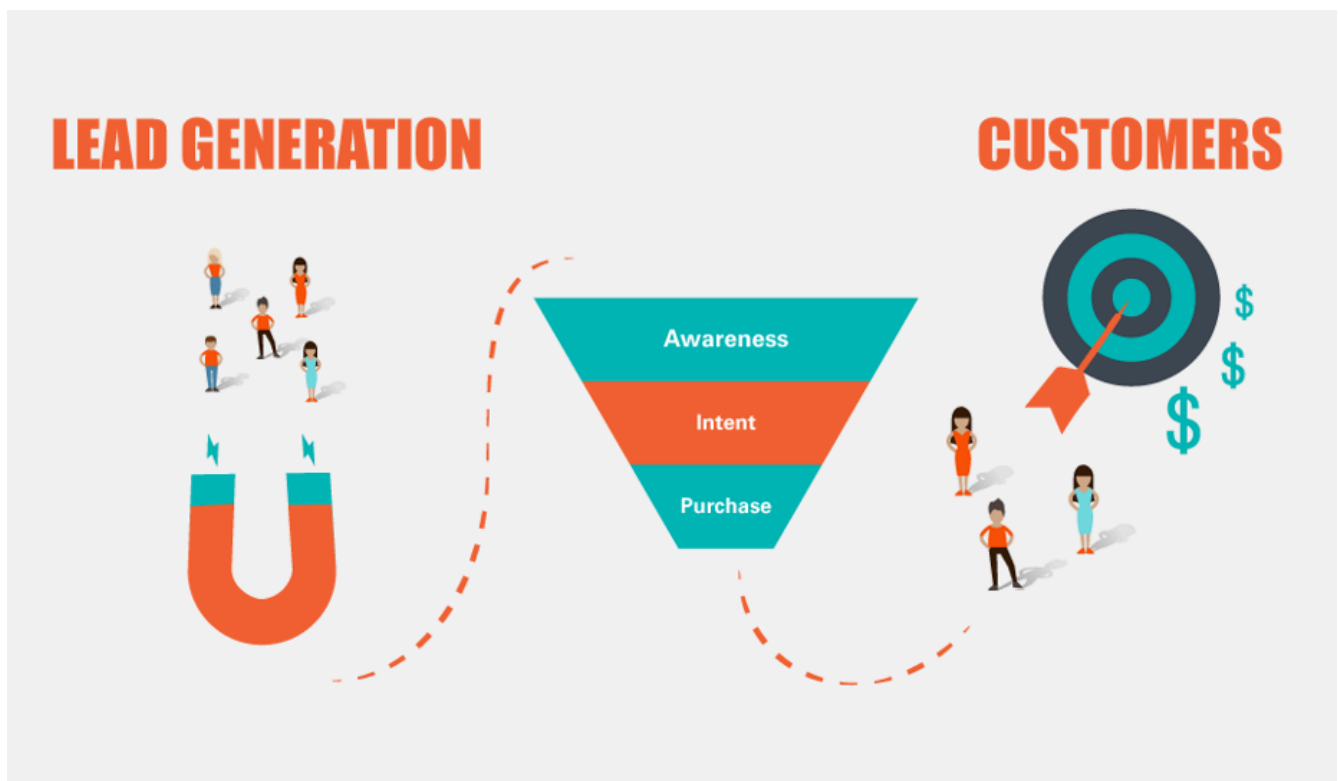 LEAD GENERATION
CUSTOMERS
Awareness
Intent
Purchase
$
$
$